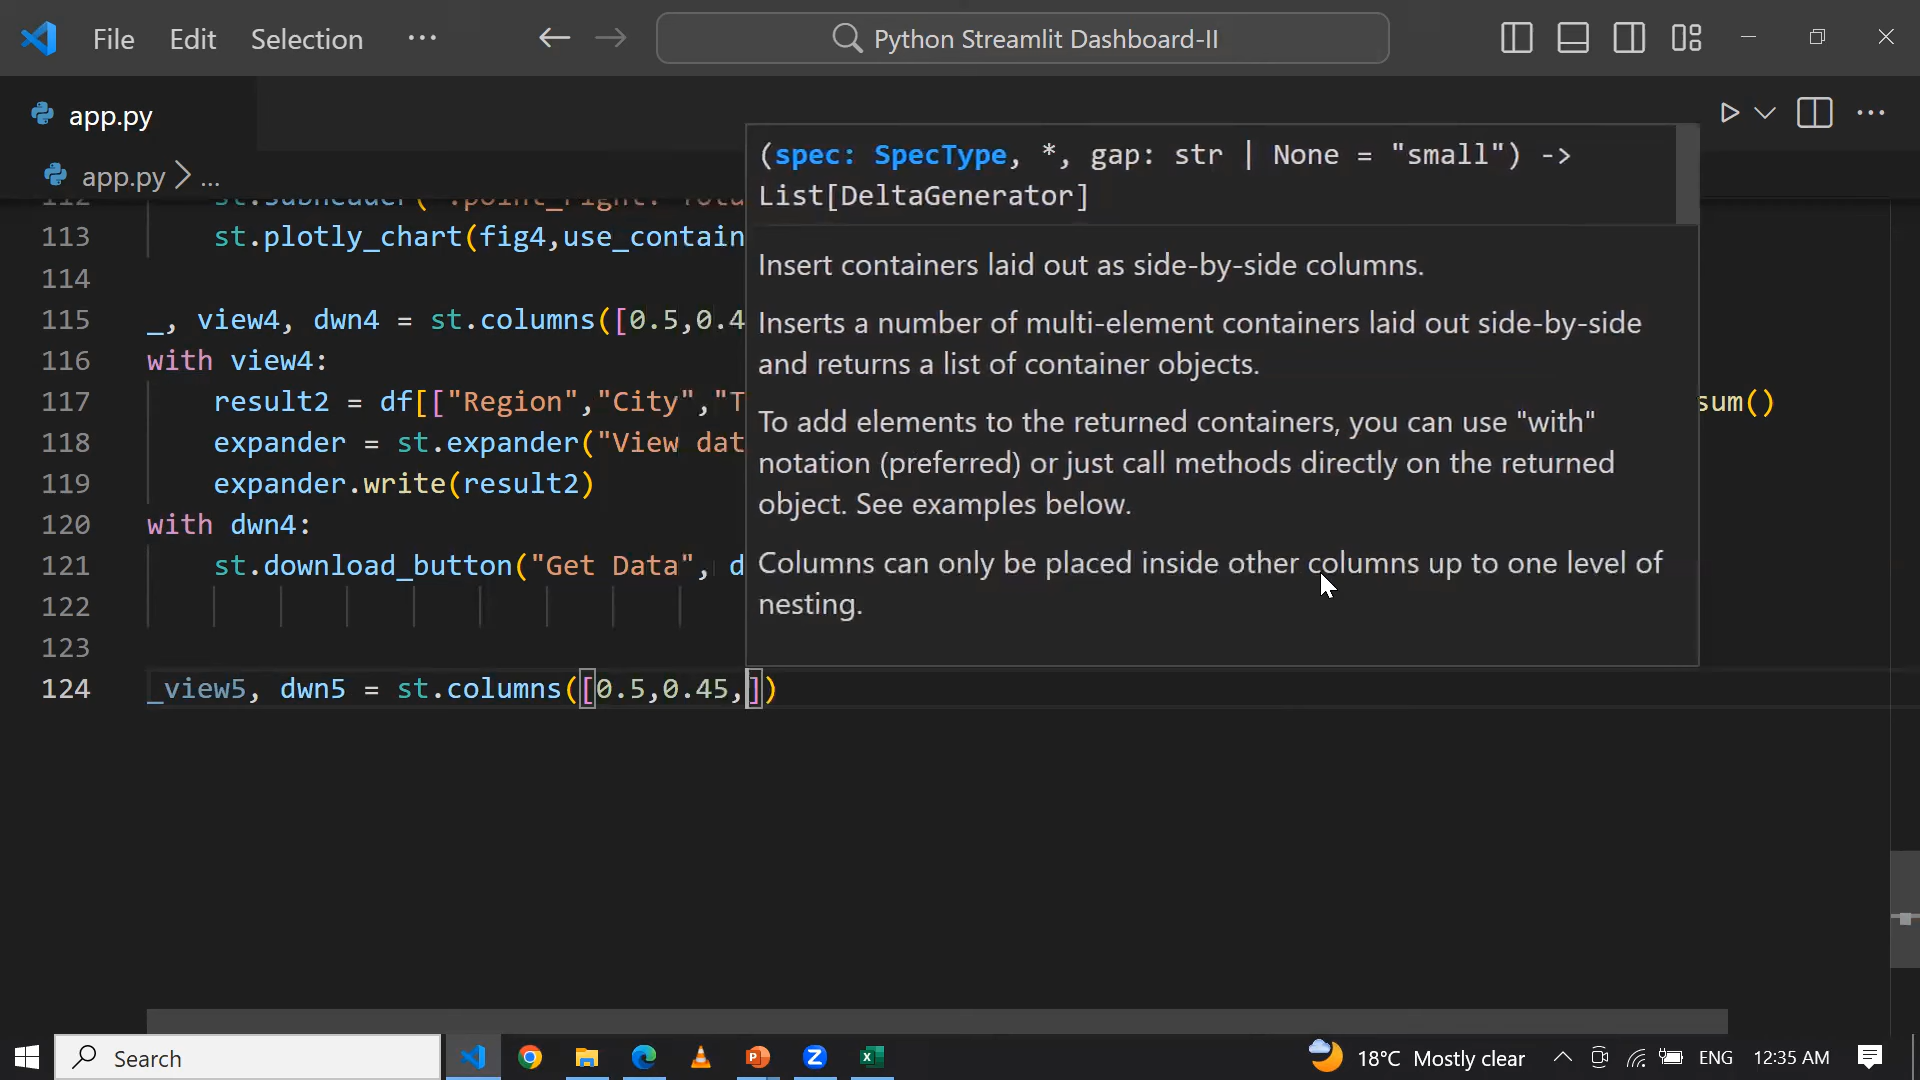 File Edit Selection ··· Python Streamlit Dashboard-II
app.py
app.py > ...
(spec: SpecType, *, gap: str | None = "small") ->
List[DeltaGenerator]
Insert containers laid out as side-by-side columns.
Inserts a number of multi-element containers laid out side-by-side
and returns a list of container objects.
To add elements to the returned containers, you can use "with"
notation (preferred) or just call methods directly on the returned
object. See examples below.
Columns can only be placed inside other columns up to one level of
nesting.
112
113 st.plotly_chart(fig4,use_contain
114
115 _, view4, dwn4 = st.columns([0.5,0.4
116 with view4:
117 result2 = df[["Region","City","T sum()
118 expander = st.expander("View dat
119 expander.write(result2)
120 with dwn4:
121 st.download_button("Get Data", d
122
123
124 _view5, dwn5 = st.columns([0.5,0.45,])
Search 18°C Mostly clear ENG 12:35 AM